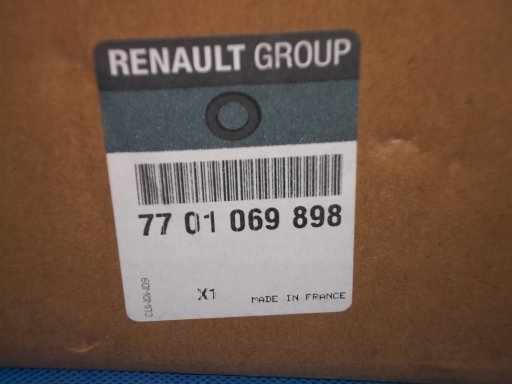 RENAULT GROUP
77 01 069 898
X1
MADE IN FRANCE